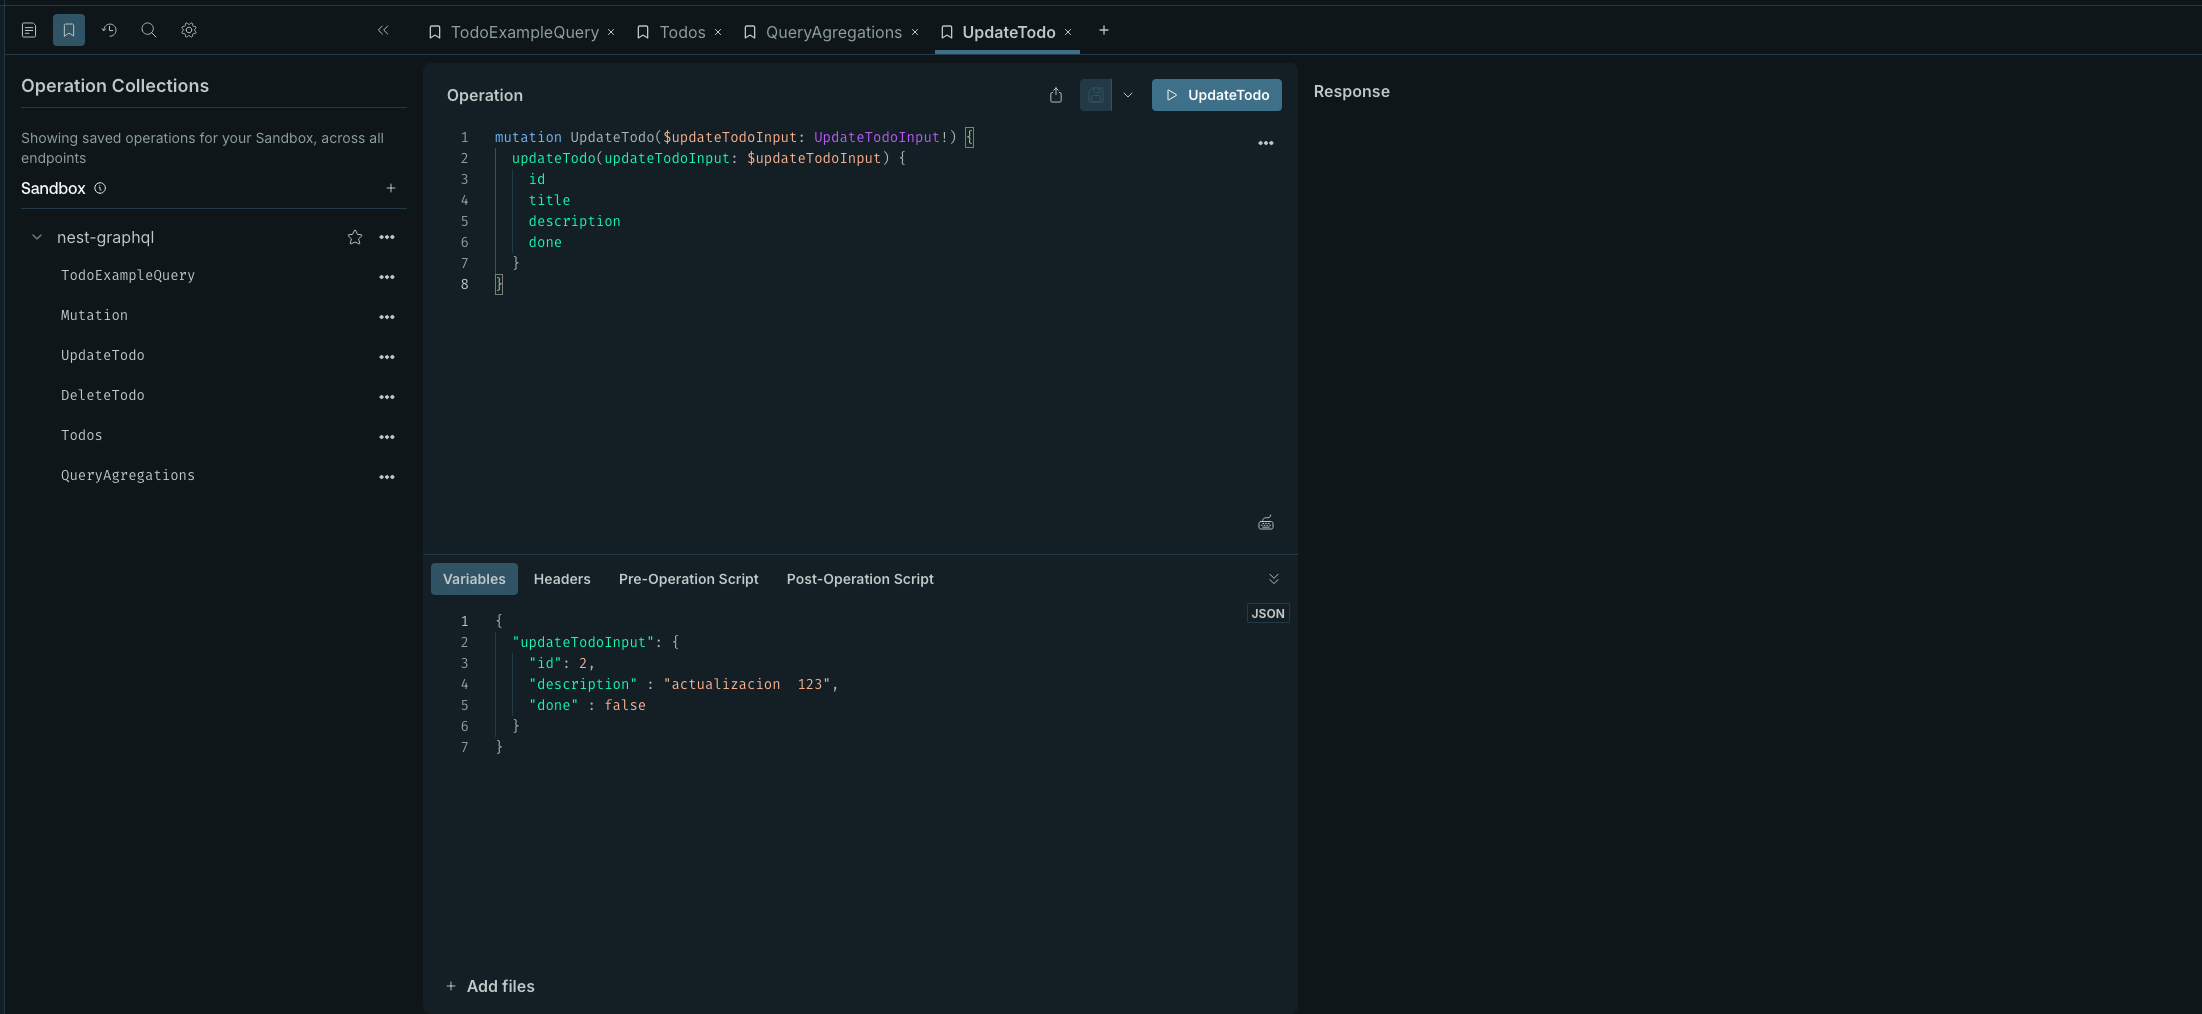 TodoExampleQuery
Todos
QueryAgregations
UpdateTodo
Operation Collections
Showing saved operations for your Sandbox, across all
endpoints
Sandbox
nest-graphql
TodoExampleQuery
Mutation
UpdateTodo
DeleteTodo
Todos
QueryAgregations
Operation
UpdateTodo
1 mutation UpdateTodo($updateTodoInput: UpdateTodoInput!) {
2 updateTodo(updateTodoInput: $updateTodoInput) {
3 id
4 title
5 description
6 done
7 }
8 }
Variables Headers Pre-Operation Script Post-Operation Script
JSON
1 {
2 "updateTodoInput": {
3 "id": 2,
4 "description" : "actualizacion  123",
5 "done" : false
6 }
7 }
+ Add files
Response